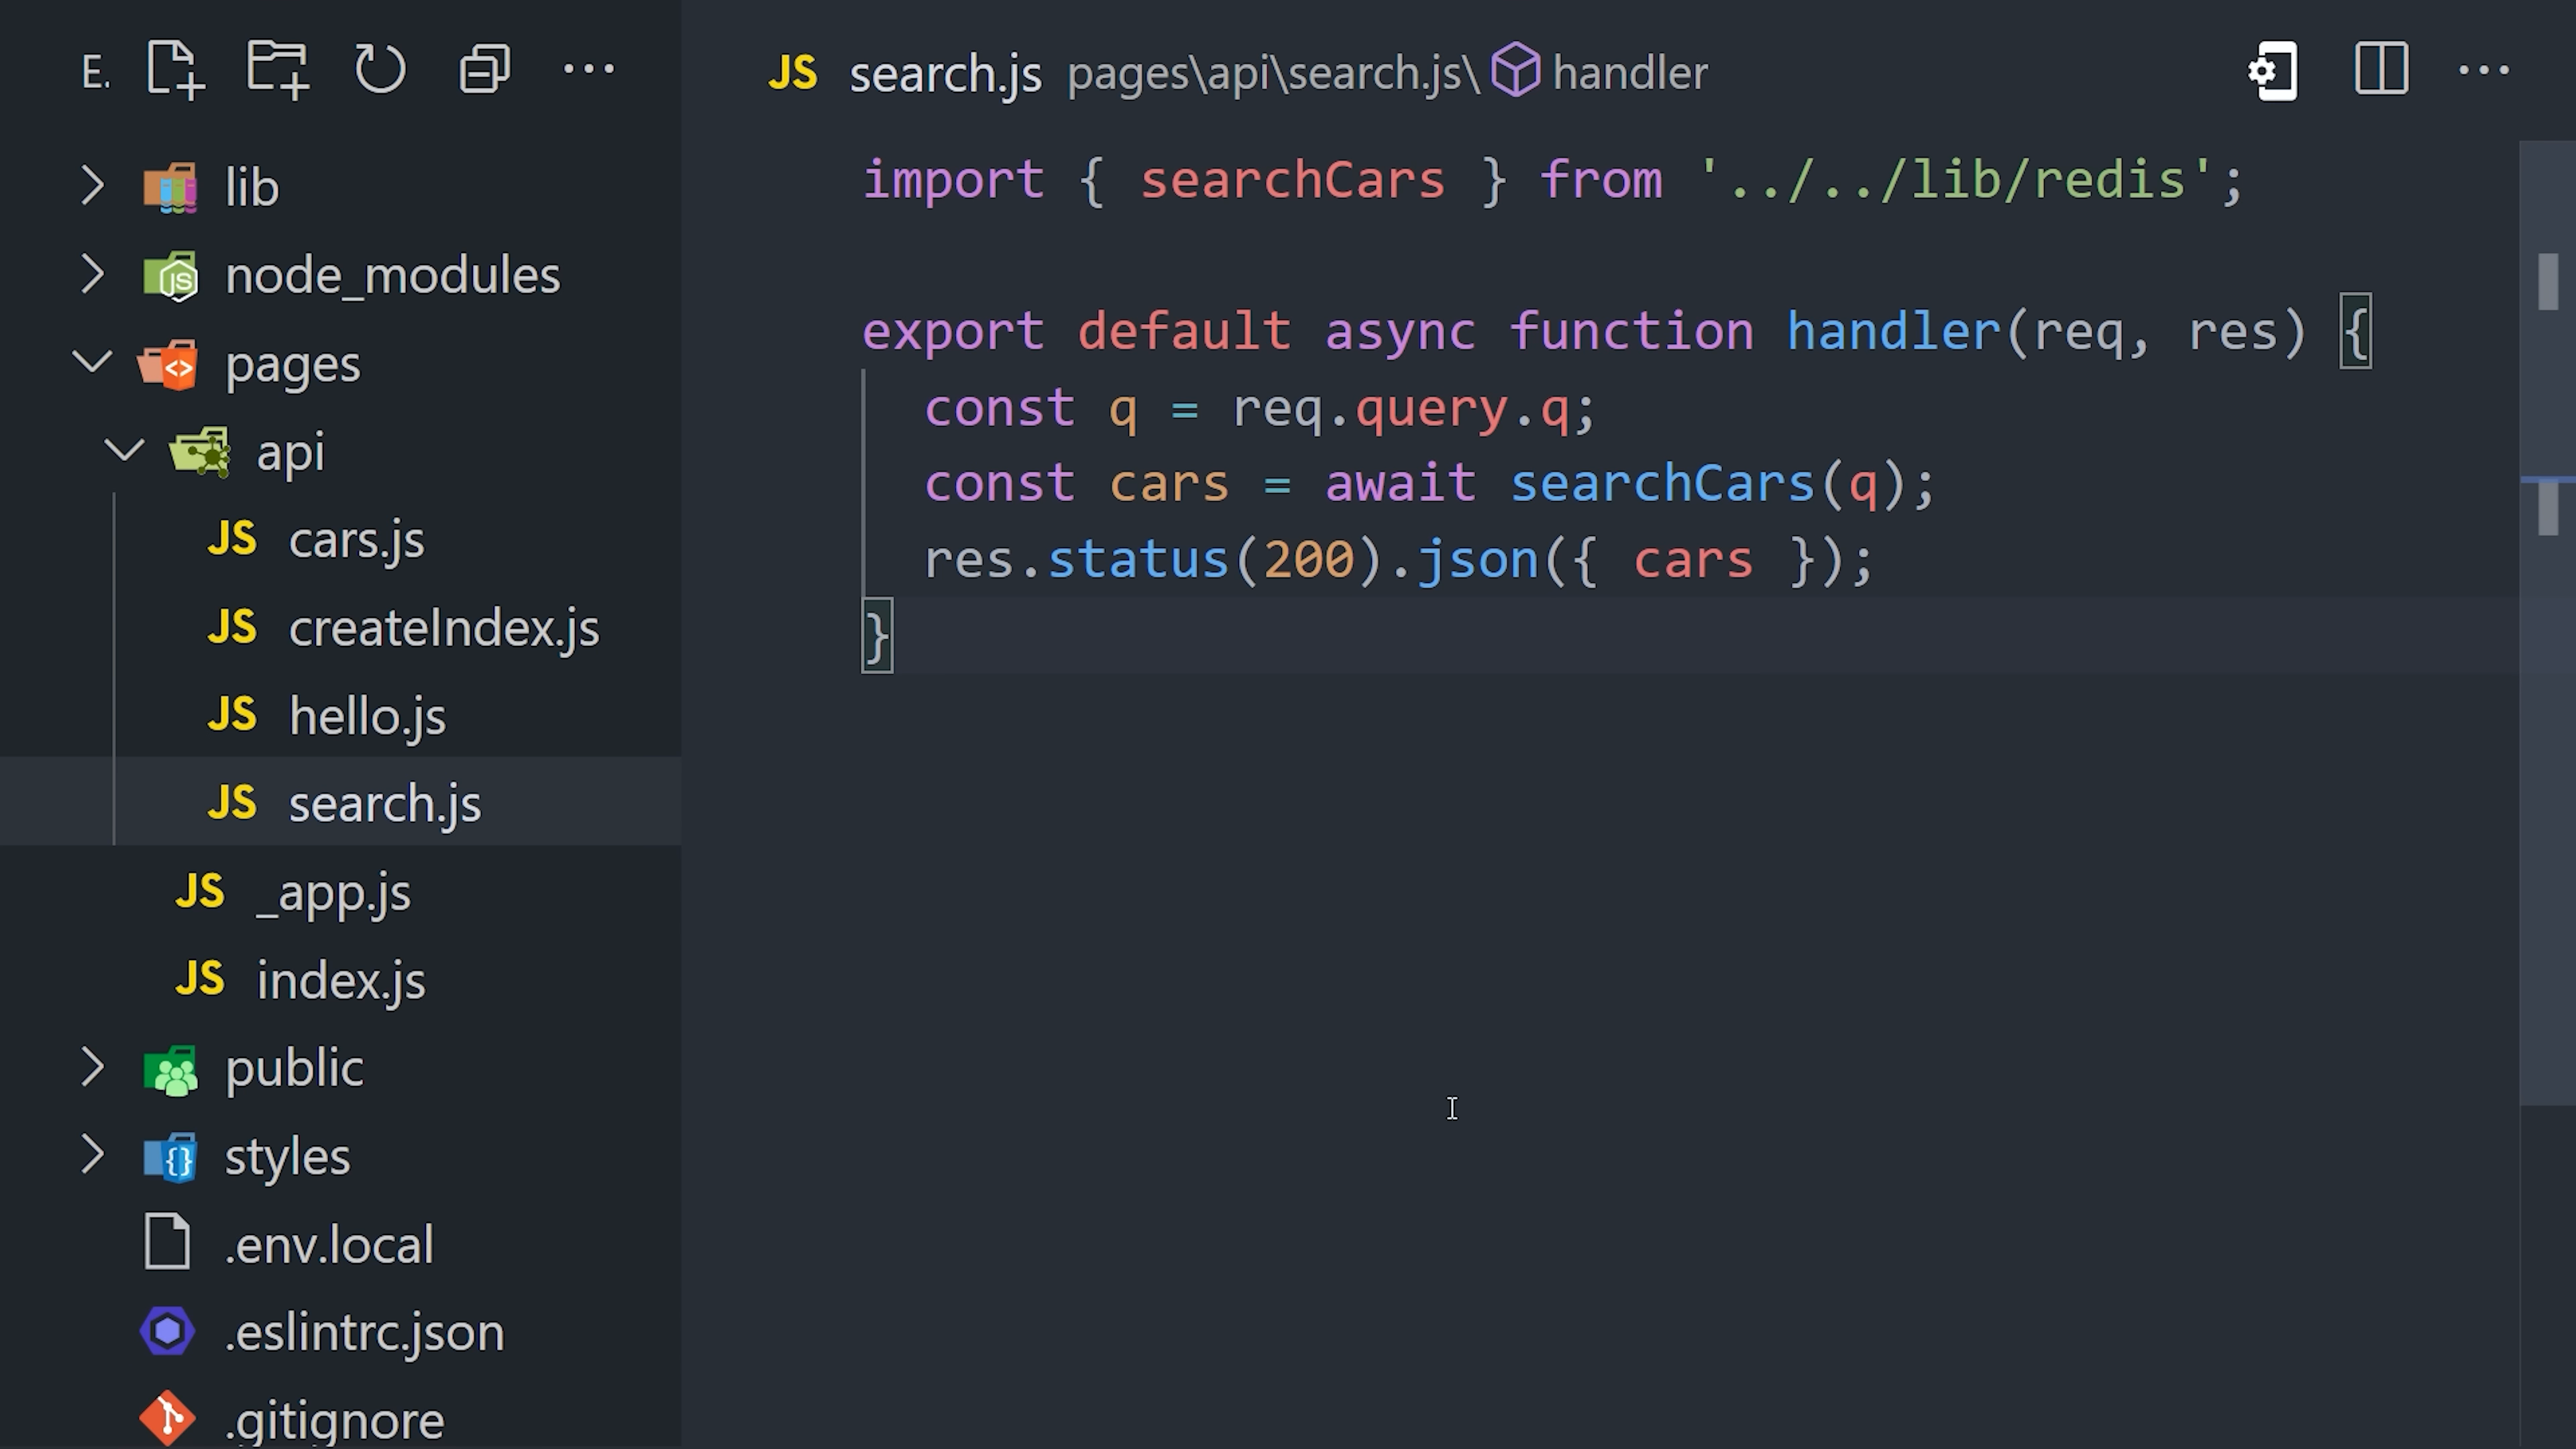 E.
lib
node_modules
pages
api
JS cars.js
JS createIndex.js
JS hello.js
JS search.js
JS _app.js
JS index.js
public
styles
.env.local
.eslintrc.json
.gitignore
JS search.js pages\api\search.js\ handler
import { searchCars } from '../../lib/redis';
export default async function handler(req, res) {
const q = req.query.q;
const cars = await searchCars(q);
res.status(200).json({ cars });
}